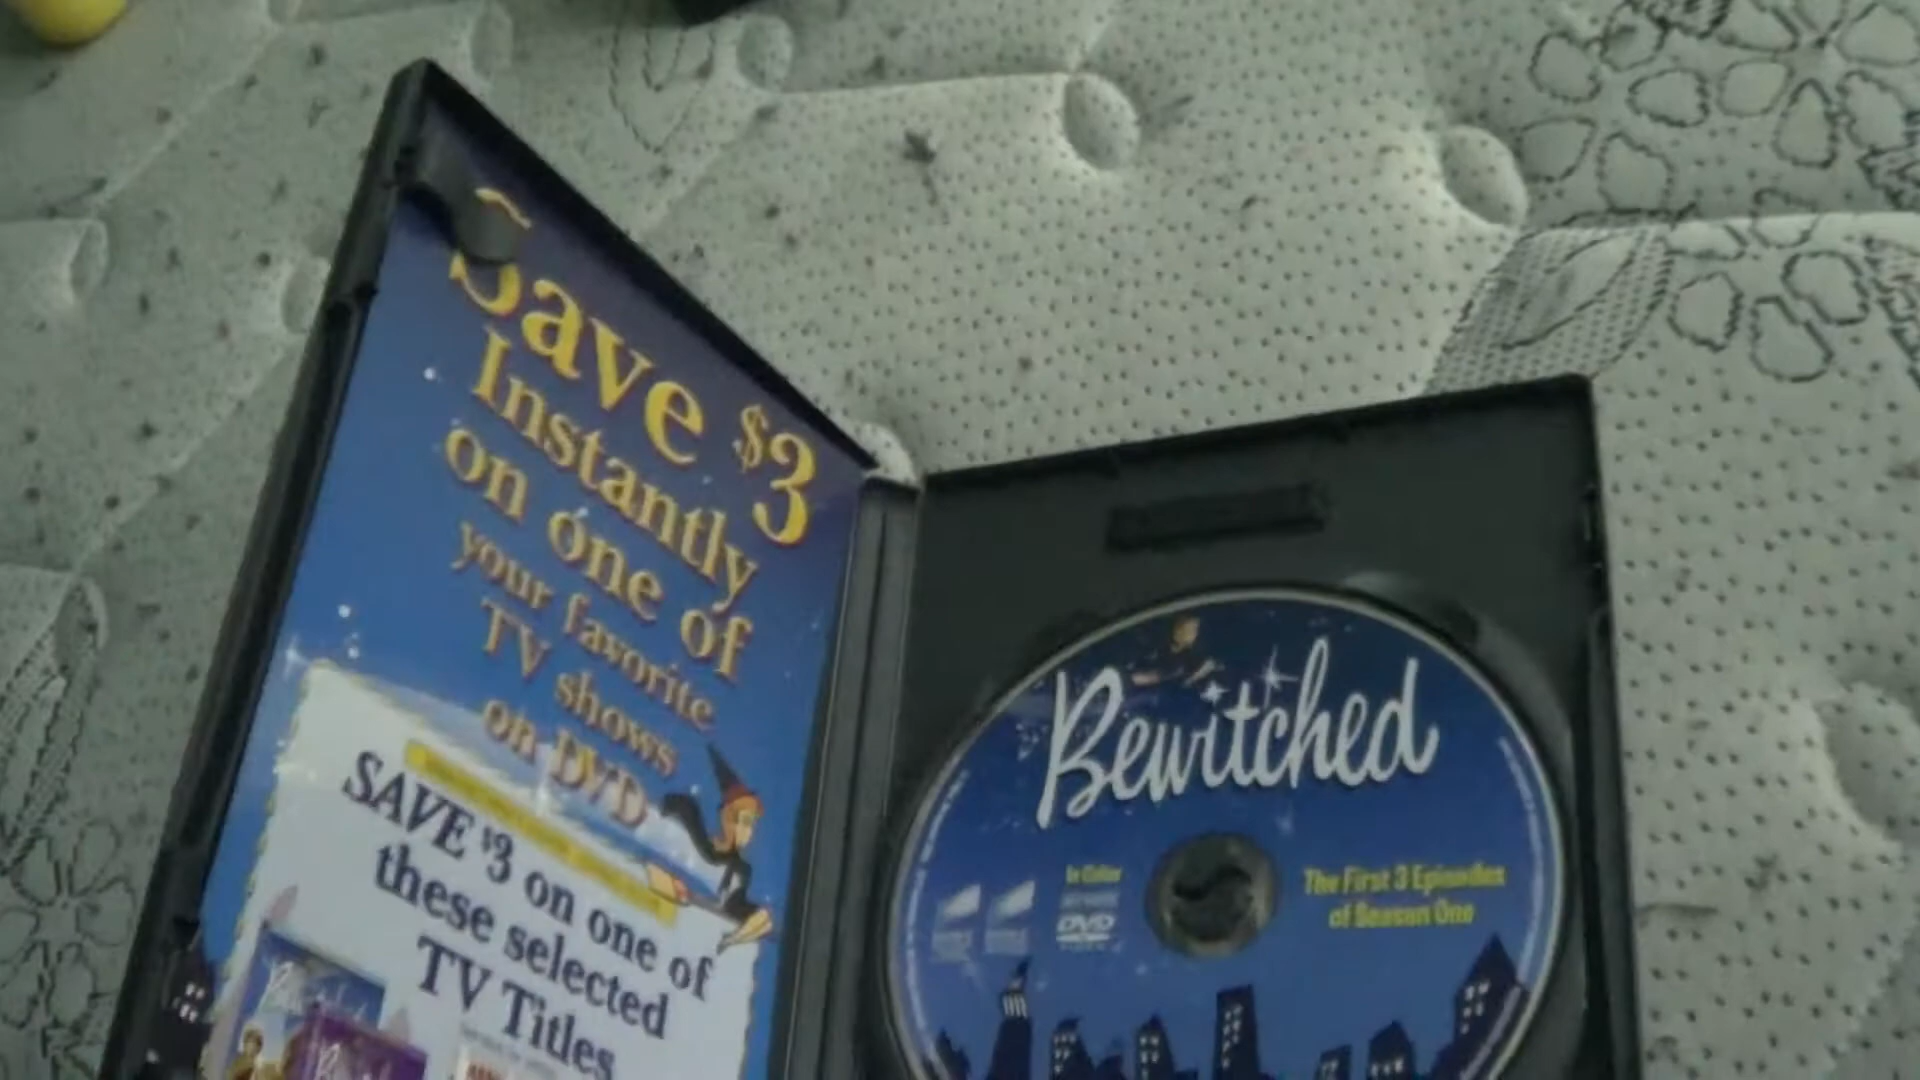 Save $3
Instantly
on one of
your favorite
TV shows
on DVD
SAVE $3 on one of
these selected
TV Titles
Bewitched
In Color
DVD
The First 3 Episodes
of Season One